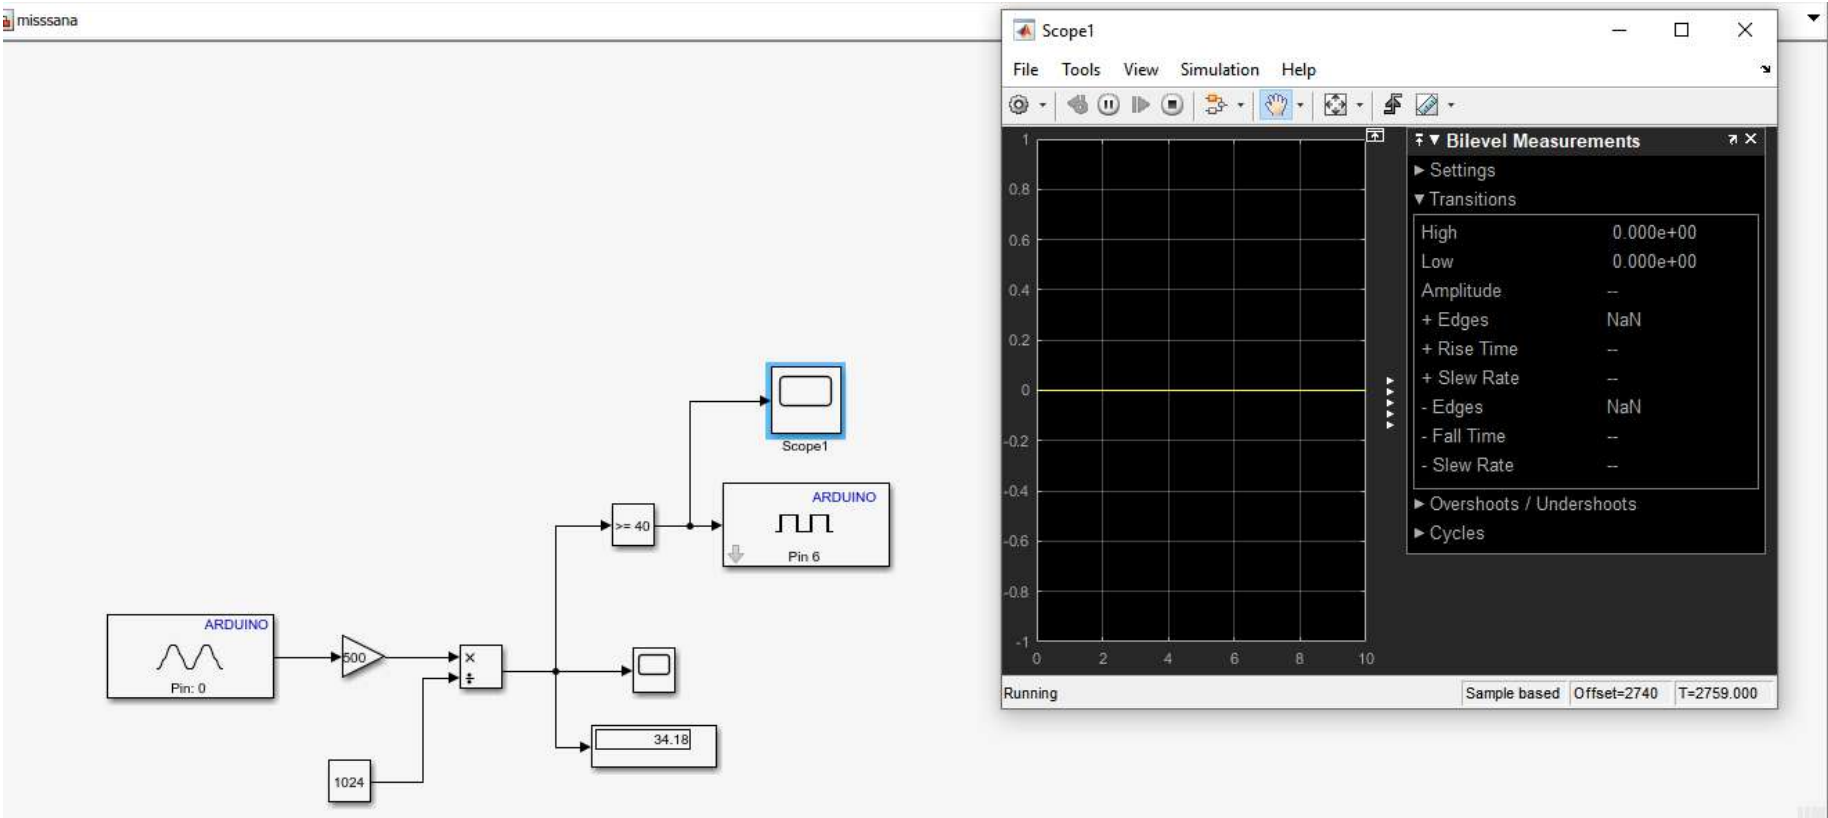 misssana
Scope1
File Tools View Simulation Help
Bilevel Measurements
Settings
Transitions
High 0.000e+00
Low 0.000e+00
Amplitude --
+ Edges NaN
+ Rise Time --
+ Slew Rate --
- Edges NaN
- Fall Time --
- Slew Rate --
Overshoots / Undershoots
Cycles
1
0.8
0.6
0.4
0.2
0
-0.2
-0.4
-0.6
-0.8
-1
0 2 4 6 8 10
Running
Sample based Offset=2740 T=2759.000
Scope1
ARDUINO
>= 40
Pin 6
ARDUINO
Pin: 0
500
×
÷
34.18
1024